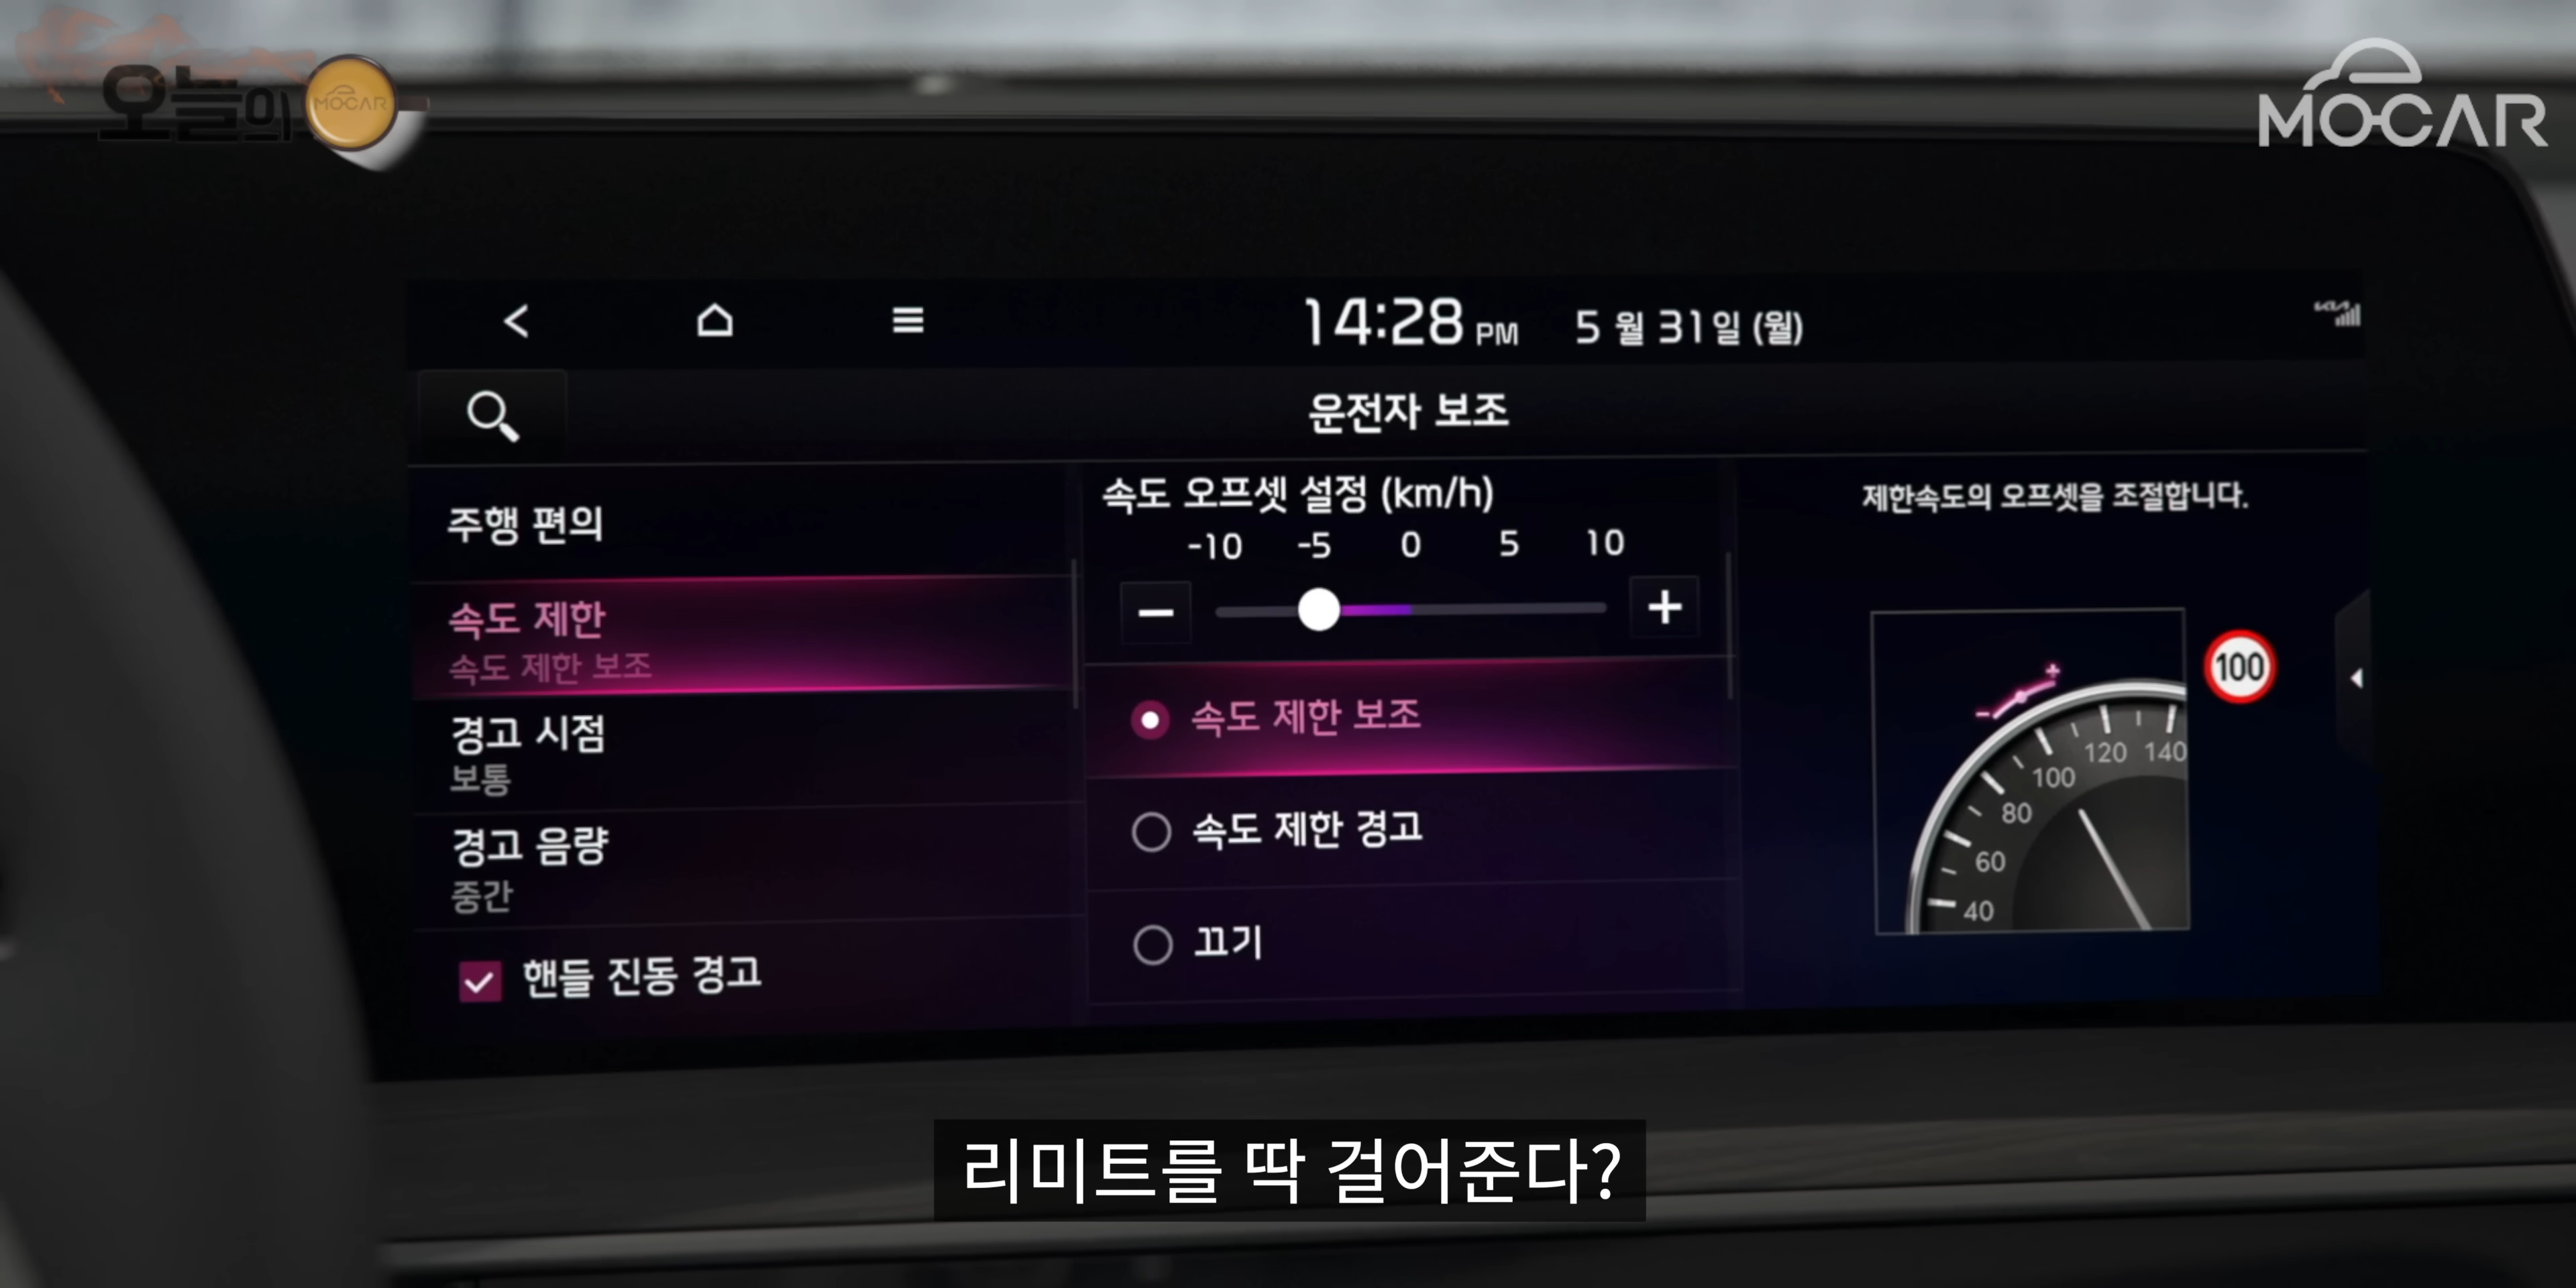 오늘의
MOCAR
MOCAR
14:28 PM 5 월 31일 (월)
운전자 보조
주행 편의
속도 제한
속도 제한 보조
경고 시점
보통
경고 음량
중간
핸들 진동 경고
속도 오프셋 설정 (km/h)
-10 -5 0 5 10
− +
속도 제한 보조
속도 제한 경고
끄기
제한속도의 오프셋을 조절합니다.
100
- +
40 60 80 100 120 140
리미트를 딱 걸어준다?